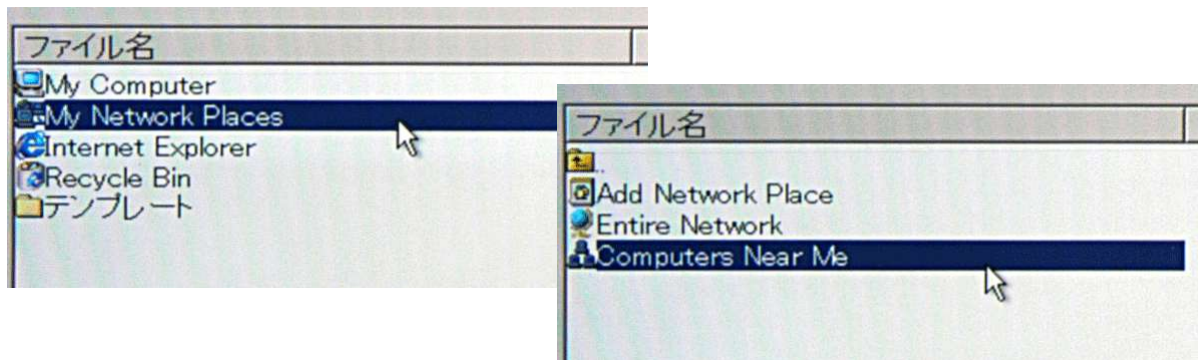 ファイル名
My Computer
My Network Places
Internet Explorer
Recycle Bin
テンプレート
ファイル名
..
Add Network Place
Entire Network
Computers Near Me